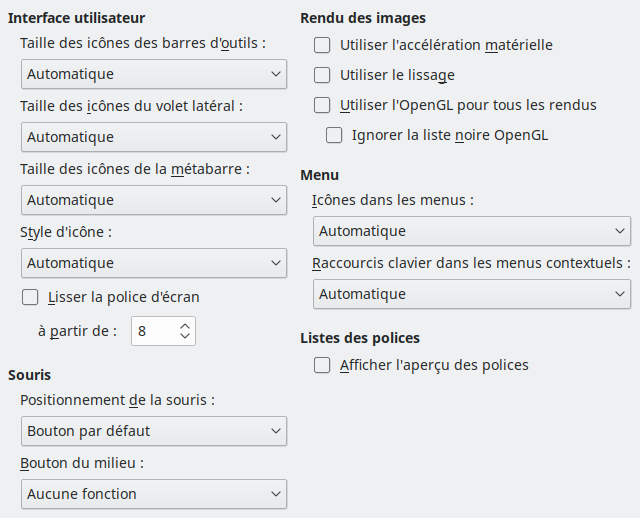 Interface utilisateur
Taille des icônes des barres d'outils :
Automatique
Taille des icônes du volet latéral :
Automatique
Taille des icônes de la métabarre :
Automatique
Style d'icône :
Automatique
Lisser la police d'écran
à partir de : 8
Souris
Positionnement de la souris :
Bouton par défaut
Bouton du milieu :
Aucune fonction
Rendu des images
Utiliser l'accélération matérielle
Utiliser le lissage
Utiliser l'OpenGL pour tous les rendus
Ignorer la liste noire OpenGL
Menu
Icônes dans les menus :
Automatique
Raccourcis clavier dans les menus contextuels :
Automatique
Listes des polices
Afficher l'aperçu des polices